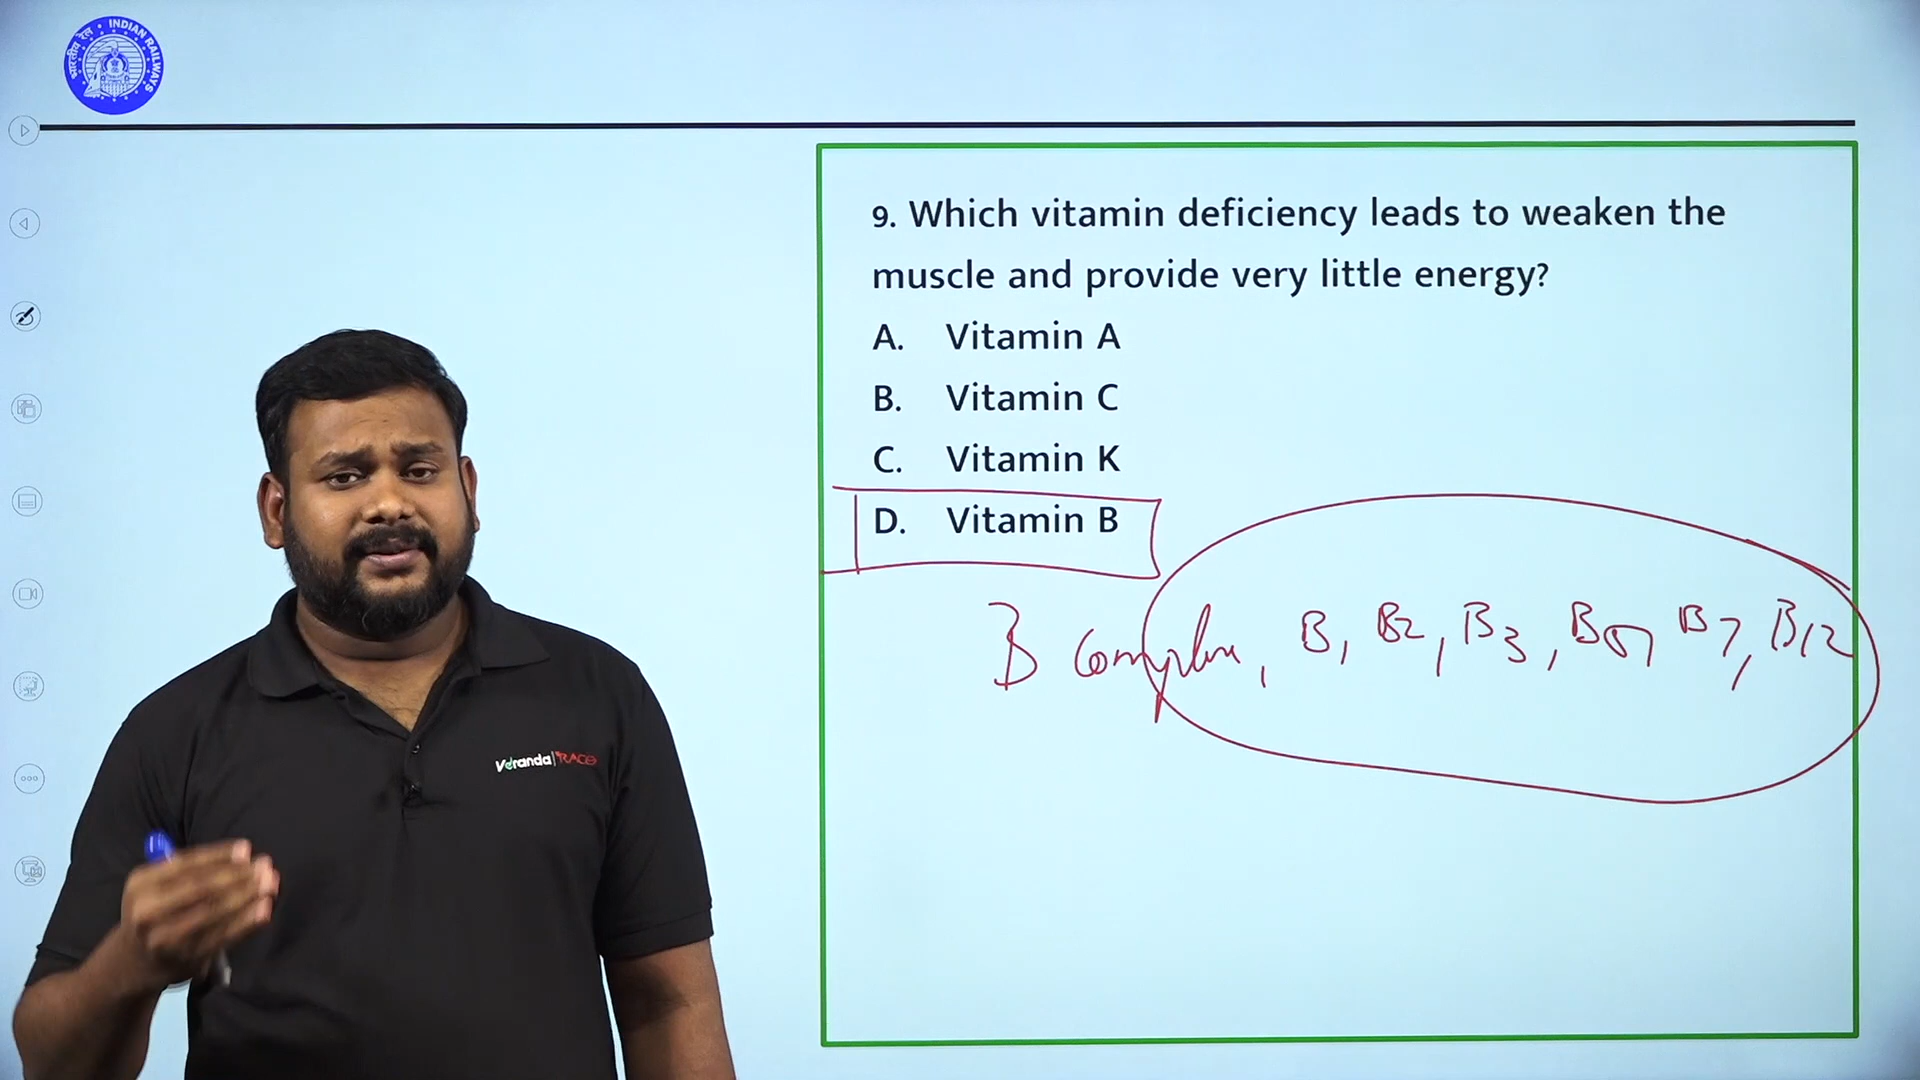 भारतीय रेल INDIAN RAILWAYS
9. Which vitamin deficiency leads to weaken the
muscle and provide very little energy?
A. Vitamin A
B. Vitamin C
C. Vitamin K
D. Vitamin B
B Complex, B1, B2, B3, B5, B7, B12
Veranda|RACE